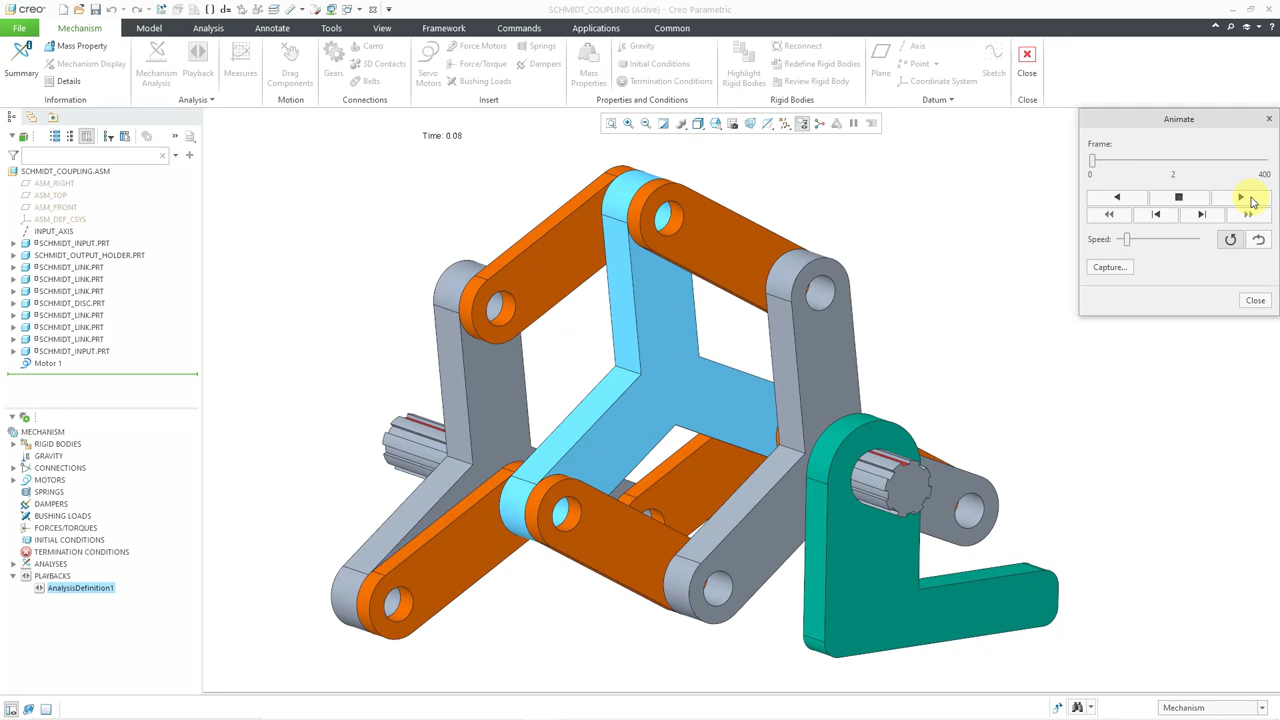 creo
SCHMIDT_COUPLING (Active) - Creo Parametric
File Mechanism Model Analysis Annotate Tools View Framework Commands Applications Common
Summary
Mass Property
Mechanism Display
Details
Information
Mechanism Analysis
Playback
Measures
Analysis
Drag Components
Motion
Gears
Cams
3D Contacts
Belts
Connections
Servo Motors
Force Motors
Force/Torque
Bushing Loads
Springs
Dampers
Insert
Mass Properties
Gravity
Initial Conditions
Termination Conditions
Properties and Conditions
Highlight Rigid Bodies
Reconnect
Redefine Rigid Bodies
Review Rigid Body
Rigid Bodies
Plane
Axis
Point
Coordinate System
Sketch
Datum
Close
Close
Time: 0.08
SCHMIDT_COUPLING.ASM
ASM_RIGHT
ASM_TOP
ASM_FRONT
ASM_DEF_CSYS
INPUT_AXIS
SCHMIDT_INPUT.PRT
SCHMIDT_OUTPUT_HOLDER.PRT
SCHMIDT_LINK.PRT
SCHMIDT_LINK.PRT
SCHMIDT_LINK.PRT
SCHMIDT_DISC.PRT
SCHMIDT_LINK.PRT
SCHMIDT_LINK.PRT
SCHMIDT_LINK.PRT
SCHMIDT_INPUT.PRT
Motor 1
MECHANISM
RIGID BODIES
GRAVITY
CONNECTIONS
MOTORS
SPRINGS
DAMPERS
BUSHING LOADS
FORCES/TORQUES
INITIAL CONDITIONS
TERMINATION CONDITIONS
ANALYSES
PLAYBACKS
AnalysisDefinition1
Animate
Frame:
0 2 400
Speed:
Capture...
Close
Mechanism